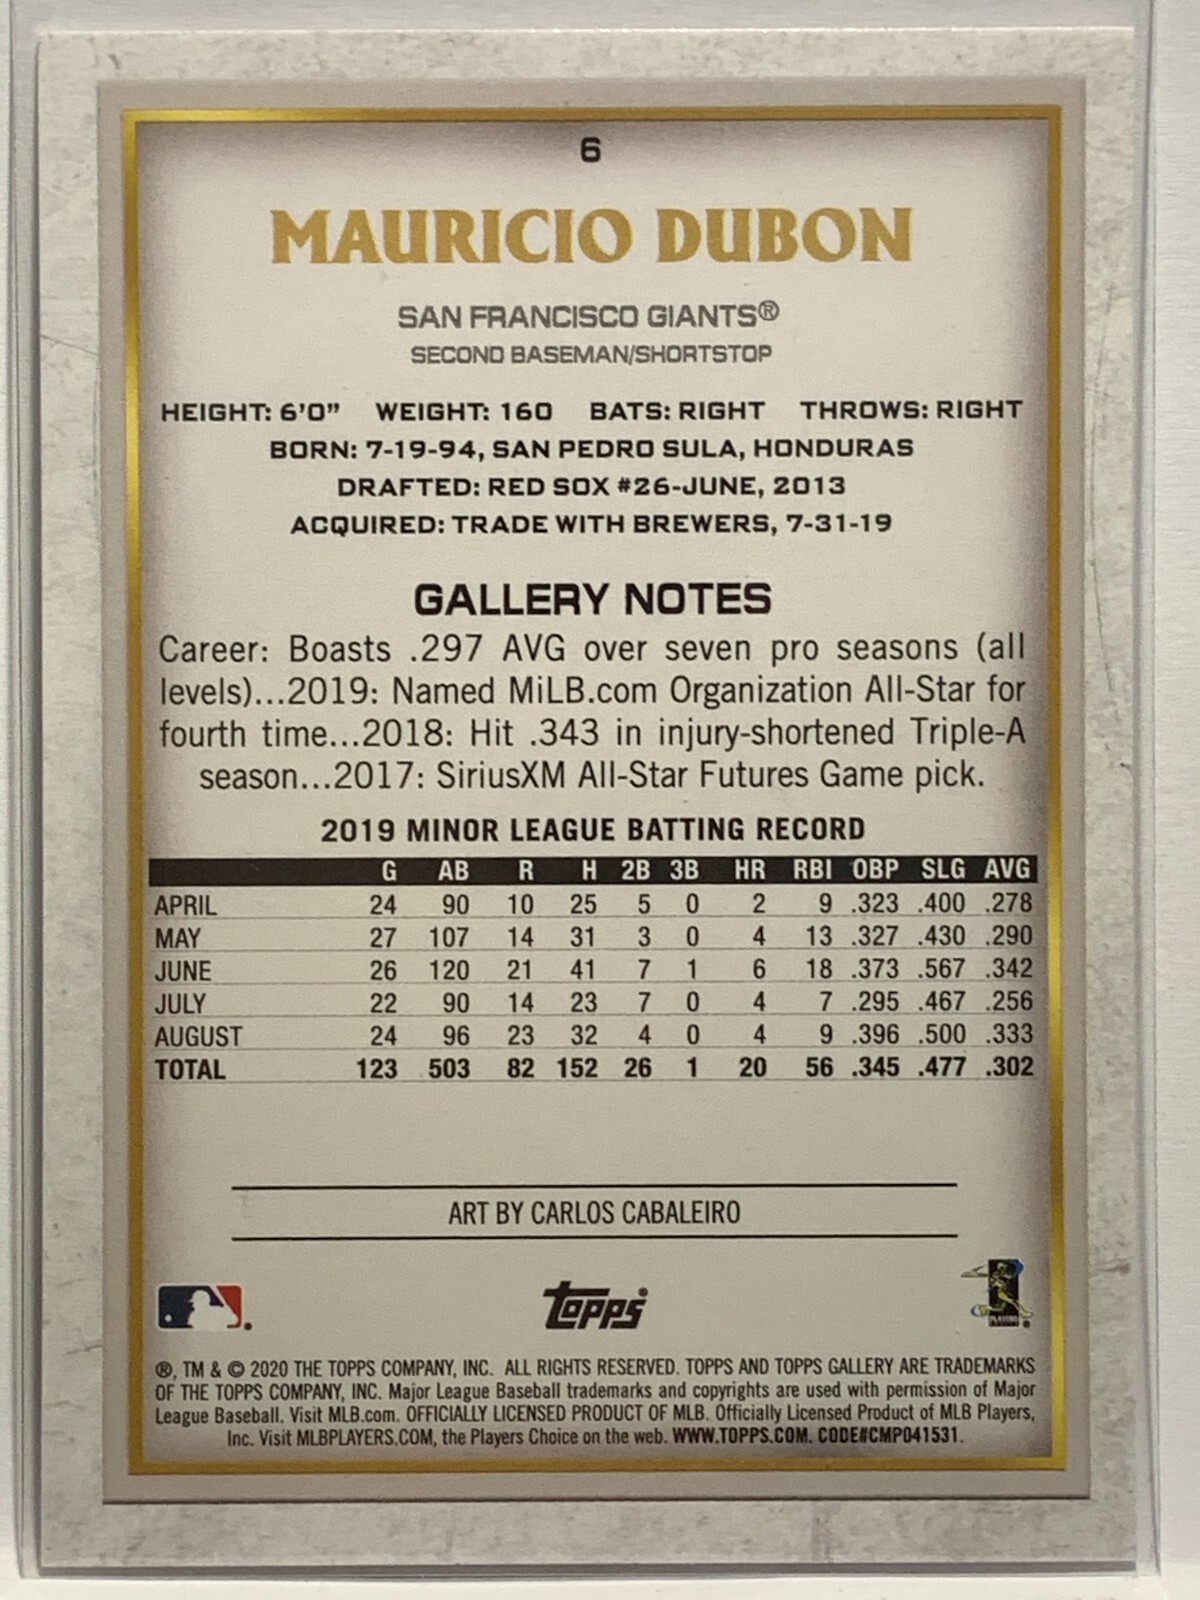 6
MAURICIO DUBON
SAN FRANCISCO GIANTS®
SECOND BASEMAN/SHORTSTOP
HEIGHT: 6'0" WEIGHT: 160 BATS: RIGHT THROWS: RIGHT
BORN: 7-19-94, SAN PEDRO SULA, HONDURAS
DRAFTED: RED SOX #26-JUNE, 2013
ACQUIRED: TRADE WITH BREWERS, 7-31-19
GALLERY NOTES
Career: Boasts .297 AVG over seven pro seasons (all
levels)...2019: Named MiLB.com Organization All-Star for
fourth time...2018: Hit .343 in injury-shortened Triple-A
season...2017: SiriusXM All-Star Futures Game pick.
2019 MINOR LEAGUE BATTING RECORD
G AB R H 2B 3B HR RBI OBP SLG AVG
APRIL 24 90 10 25 5 0 2 9 .323 .400 .278
MAY 27 107 14 31 3 0 4 13 .327 .430 .290
JUNE 26 120 21 41 7 1 6 18 .373 .567 .342
JULY 22 90 14 23 7 0 4 7 .295 .467 .256
AUGUST 24 96 23 32 4 0 4 9 .396 .500 .333
TOTAL 123 503 82 152 26 1 20 56 .345 .477 .302
ART BY CARLOS CABALEIRO
topps
PLAYERS
®, TM & © 2020 THE TOPPS COMPANY, INC. ALL RIGHTS RESERVED. TOPPS AND TOPPS GALLERY ARE TRADEMARKS
OF THE TOPPS COMPANY, INC. Major League Baseball trademarks and copyrights are used with permission of Major
League Baseball. Visit MLB.com. OFFICIALLY LICENSED PRODUCT OF MLB. Officially Licensed Product of MLB Players,
Inc. Visit MLBPLAYERS.COM, the Players Choice on the web. WWW.TOPPS.COM. CODE#CMP041531.